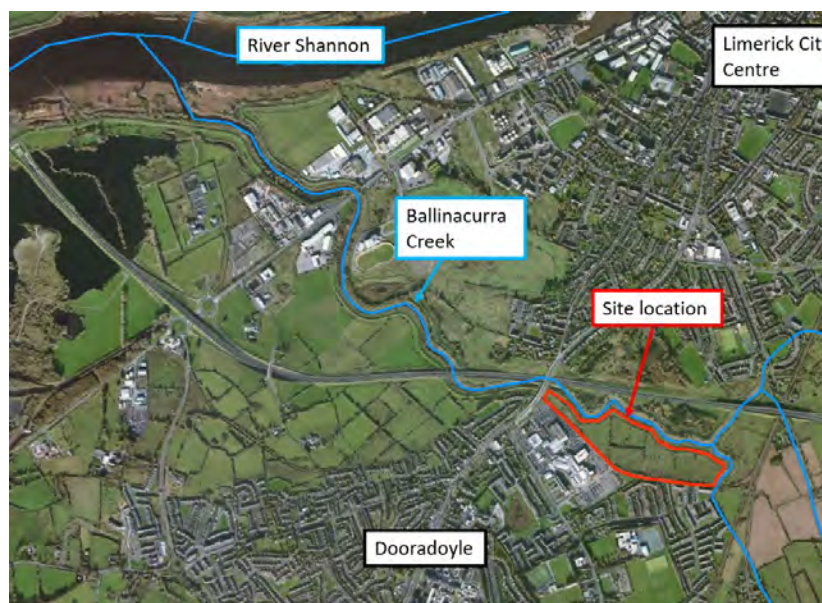 River Shannon
Limerick Cit
Centre
Ballinacurra
Creek
Site location
Dooradoyle